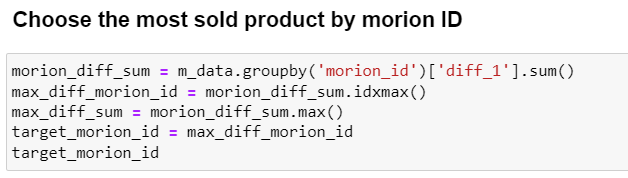 Choose the most sold product by morion ID
morion_diff_sum = m_data.groupby('morion_id')['diff_1'].sum()
max_diff_morion_id = morion_diff_sum.idxmax()
max_diff_sum = morion_diff_sum.max()
target_morion_id = max_diff_morion_id
target_morion_id